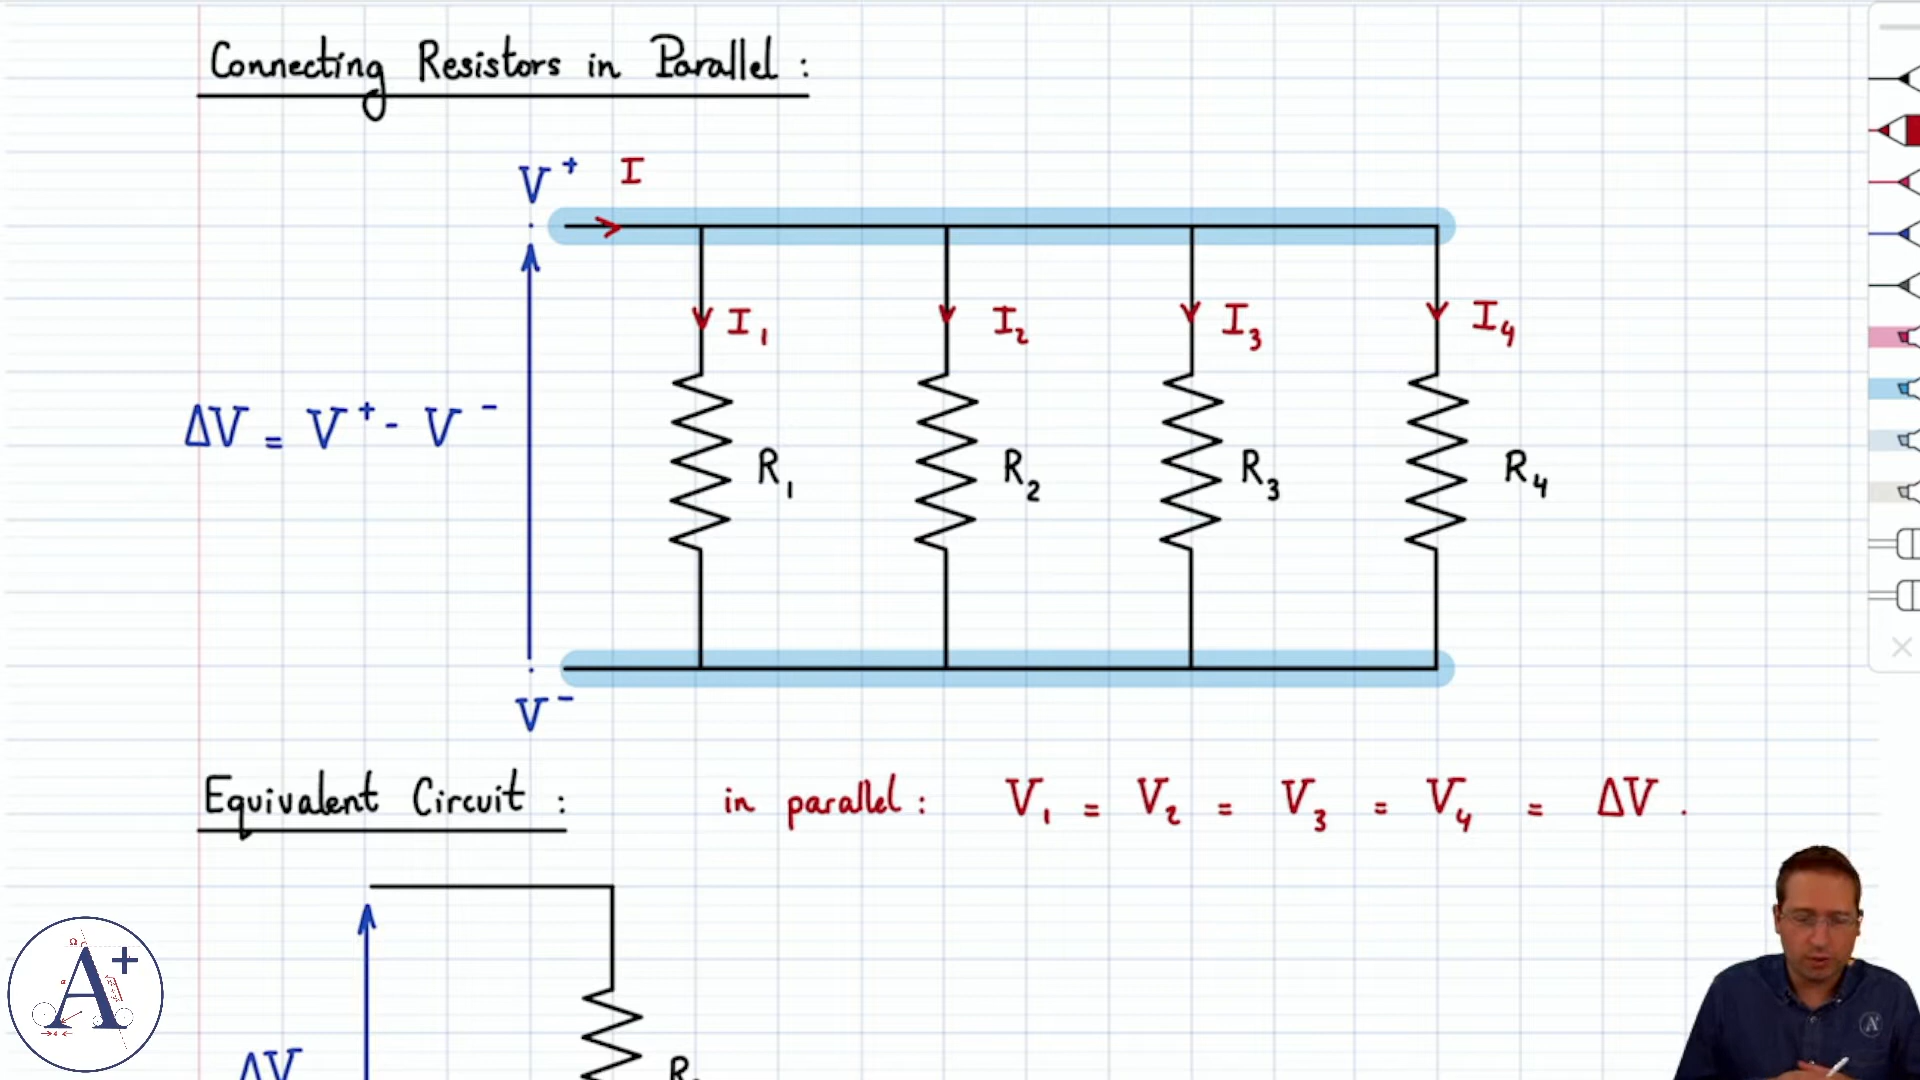 Connecting Resistors in Parallel :
V⁺ I
I₁ I₂ I₃ I₄
ΔV = V⁺ - V⁻
R₁ R₂ R₃ R₄
V⁻
Equivalent Circuit : in parallel : V₁ = V₂ = V₃ = V₄ = ΔV .
A+
ΔV